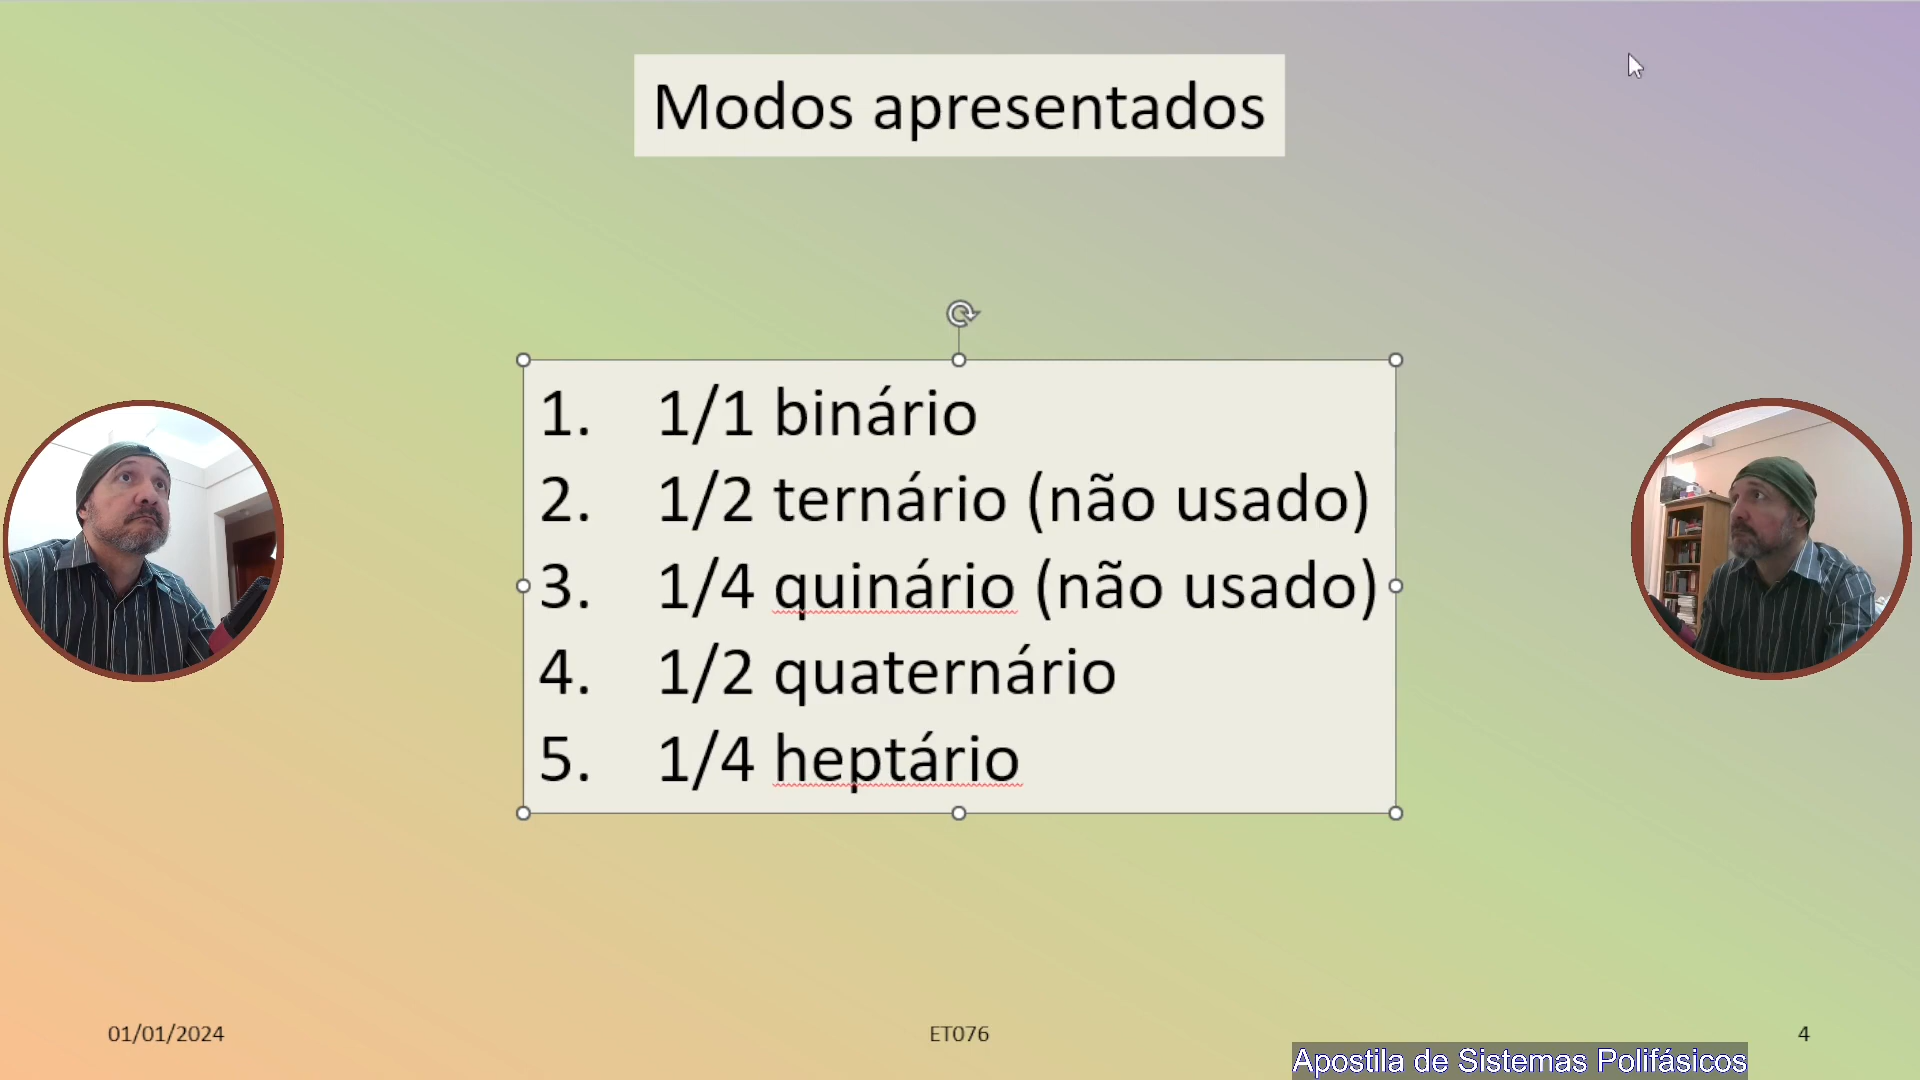 Modos apresentados
1. 1/1 binário
2. 1/2 ternário (não usado)
3. 1/4 quinário (não usado)
4. 1/2 quaternário
5. 1/4 heptário
01/01/2024
ET076
4
Apostila de Sistemas Polifásicos